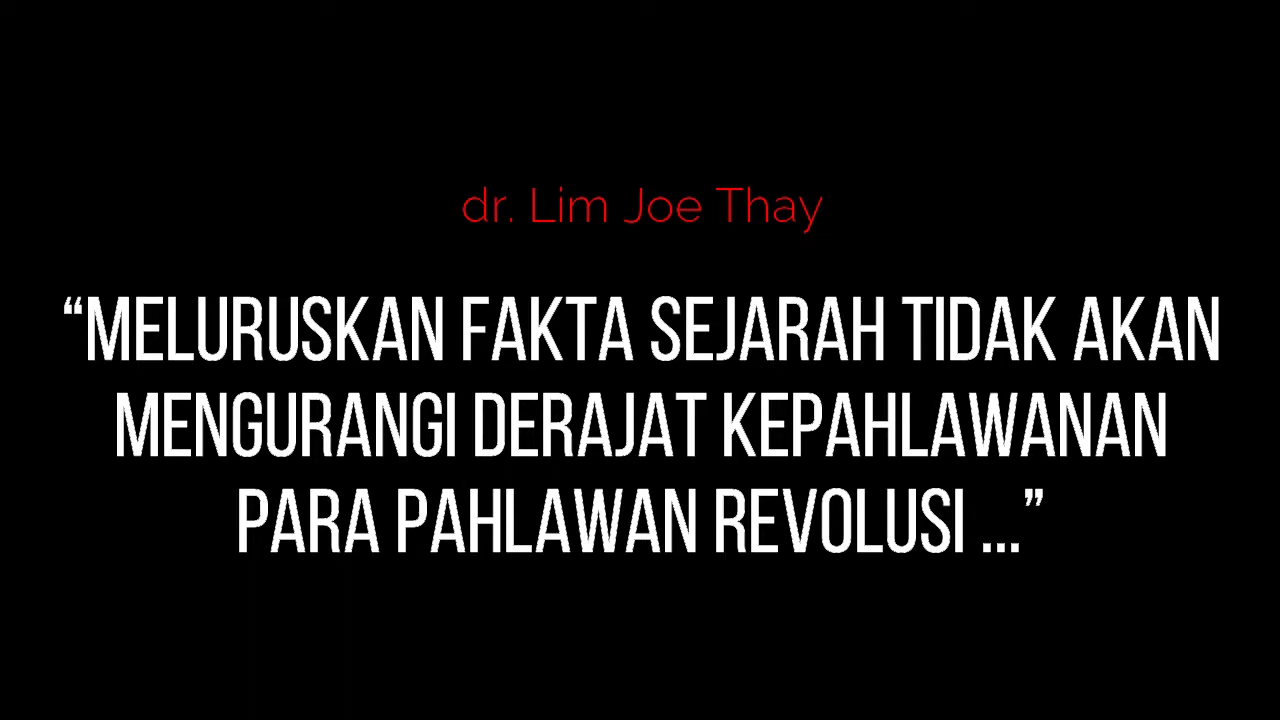 dr. Lim Joe Thay
“MELURUSKAN FAKTA SEJARAH TIDAK AKAN
MENGURANGI DERAJAT KEPAHLAWANAN
PARA PAHLAWAN REVOLUSI ...”